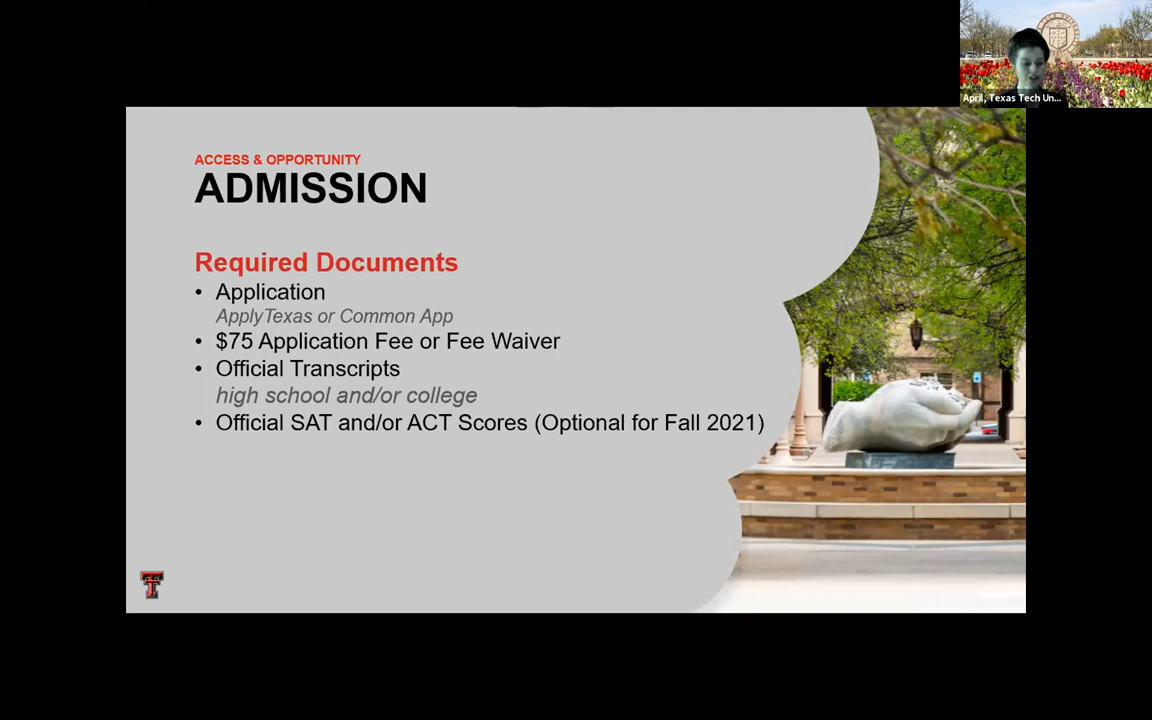 April, Texas Tech Un...
ACCESS & OPPORTUNITY
ADMISSION
Required Documents
• Application
ApplyTexas or Common App
• $75 Application Fee or Fee Waiver
• Official Transcripts
high school and/or college
• Official SAT and/or ACT Scores (Optional for Fall 2021)